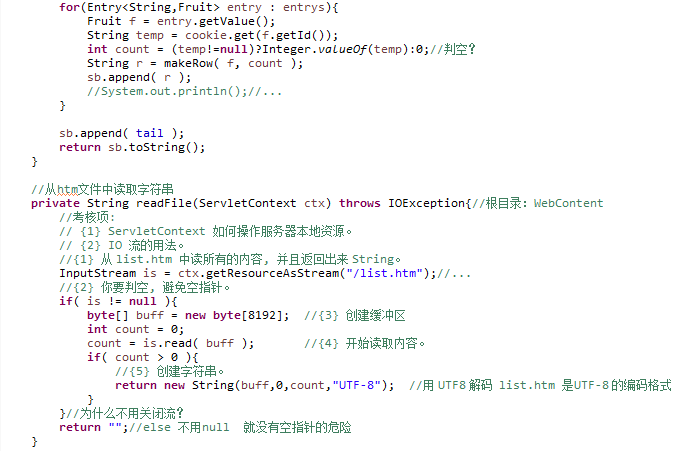 for(Entry<String,Fruit> entry : entrys){
Fruit f = entry.getValue();
String temp = cookie.get(f.getId());
int count = (temp!=null)?Integer.valueOf(temp):0;//判空?
String r = makeRow( f, count );
sb.append( r );
//System.out.println();//...
}
sb.append( tail );
return sb.toString();
}
//从htm文件中读取字符串
private String readFile(ServletContext ctx) throws IOException{//根目录: WebContent
//考核项:
// {1} ServletContext 如何操作服务器本地资源。
// {2} IO 流的用法。
//{1} 从 list.htm 中读所有的内容, 并且返回出来 String。
InputStream is = ctx.getResourceAsStream("/list.htm");//...
//{2} 你要判空, 避免空指针。
if( is != null ){
byte[] buff = new byte[8192]; //{3} 创建缓冲区
int count = 0;
count = is.read( buff ); //{4} 开始读取内容。
if( count > 0 ){
//{5} 创建字符串。
return new String(buff,0,count,"UTF-8"); //用 UTF8 解码 list.htm 是UTF-8 的编码格式
}
}//为什么不用关闭流?
return "";//else 不用null 就没有空指针的危险
}